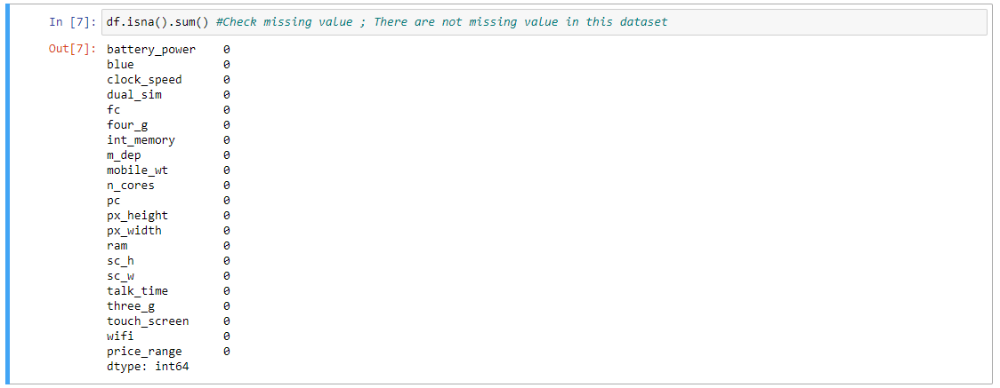 In [7]: df.isna().sum() #Check missing value ; There are not missing value in this dataset
Out[7]: battery_power 0
blue 0
clock_speed 0
dual_sim 0
fc 0
four_g 0
int_memory 0
m_dep 0
mobile_wt 0
n_cores 0
pc 0
px_height 0
px_width 0
ram 0
sc_h 0
sc_w 0
talk_time 0
three_g 0
touch_screen 0
wifi 0
price_range 0
dtype: int64